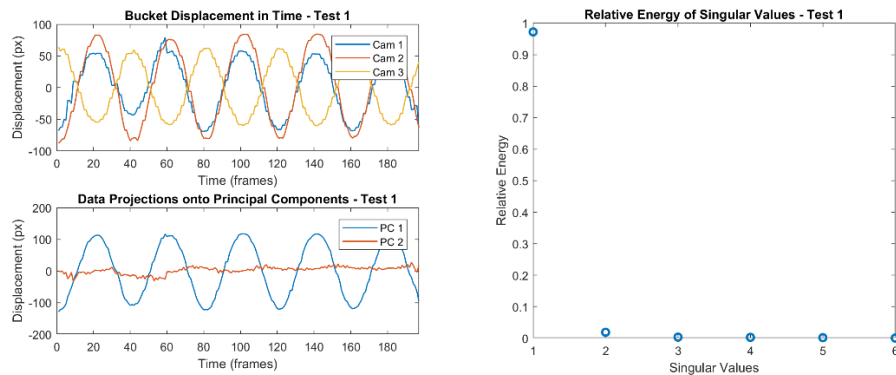 Bucket Displacement in Time - Test 1
Displacement (px)
100
50
0
-50
-100
Cam 1
Cam 2
Cam 3
0 20 40 60 80 100 120 140 160 180
Time (frames)
Data Projections onto Principal Components - Test 1
Displacement (px)
200
100
0
-100
-200
PC 1
PC 2
0 20 40 60 80 100 120 140 160 180
Time (frames)
Relative Energy of Singular Values - Test 1
Relative Energy
1
0.9
0.8
0.7
0.6
0.5
0.4
0.3
0.2
0.1
0
1 2 3 4 5 6
Singular Values